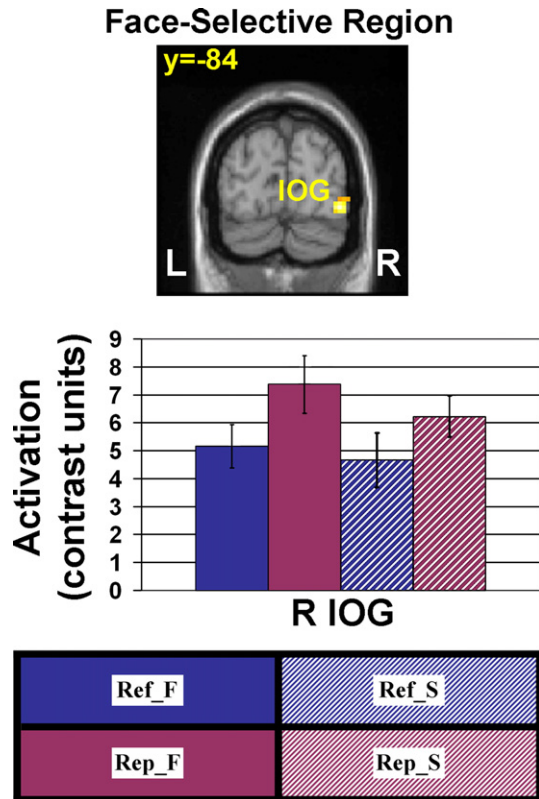 Face-Selective Region
y=-84
IOG
L R
Activation
(contrast units)
9
8
7
6
5
4
3
2
1
0
R IOG
Ref_F Ref_S
Rep_F Rep_S